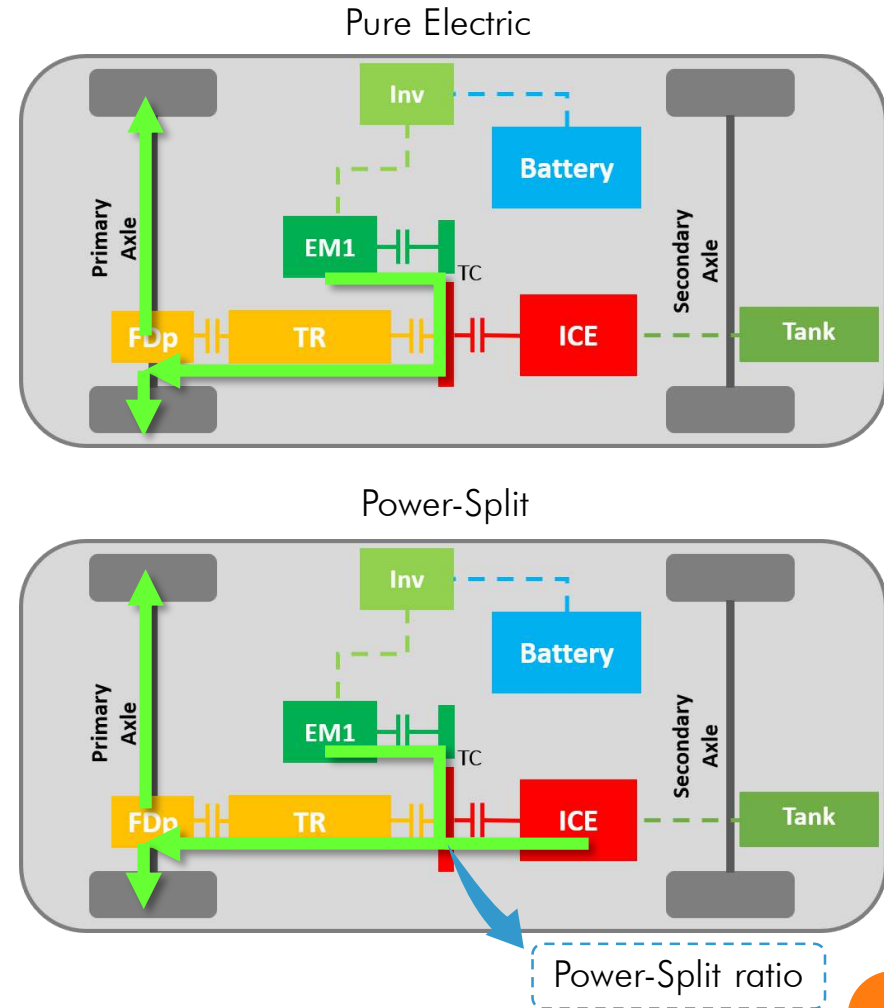 Pure Electric
Inv
Battery
Primary
Axle
EM1
TC
Secondary
Axle
FDp
TR
ICE
Tank
Power-Split
Inv
Battery
Primary
Axle
EM1
TC
Secondary
Axle
FDp
TR
ICE
Tank
Power-Split ratio